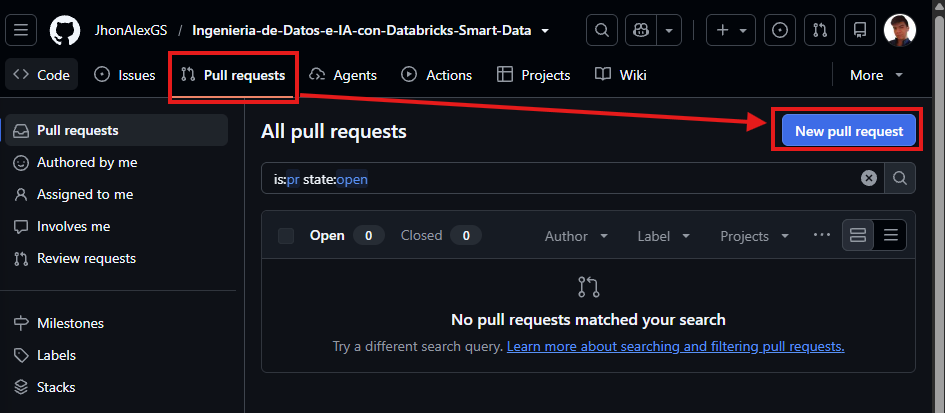 JhonAlexGS / Ingenieria-de-Datos-e-IA-con-Databricks-Smart-Data
Code Issues Pull requests Agents Actions Projects Wiki More
Pull requests
Authored by me
Assigned to me
Involves me
Review requests
Milestones
Labels
Stacks
All pull requests
New pull request
is:pr state:open
Open 0 Closed 0 Author Label Projects
No pull requests matched your search
Try a different search query. Learn more about searching and filtering pull requests.